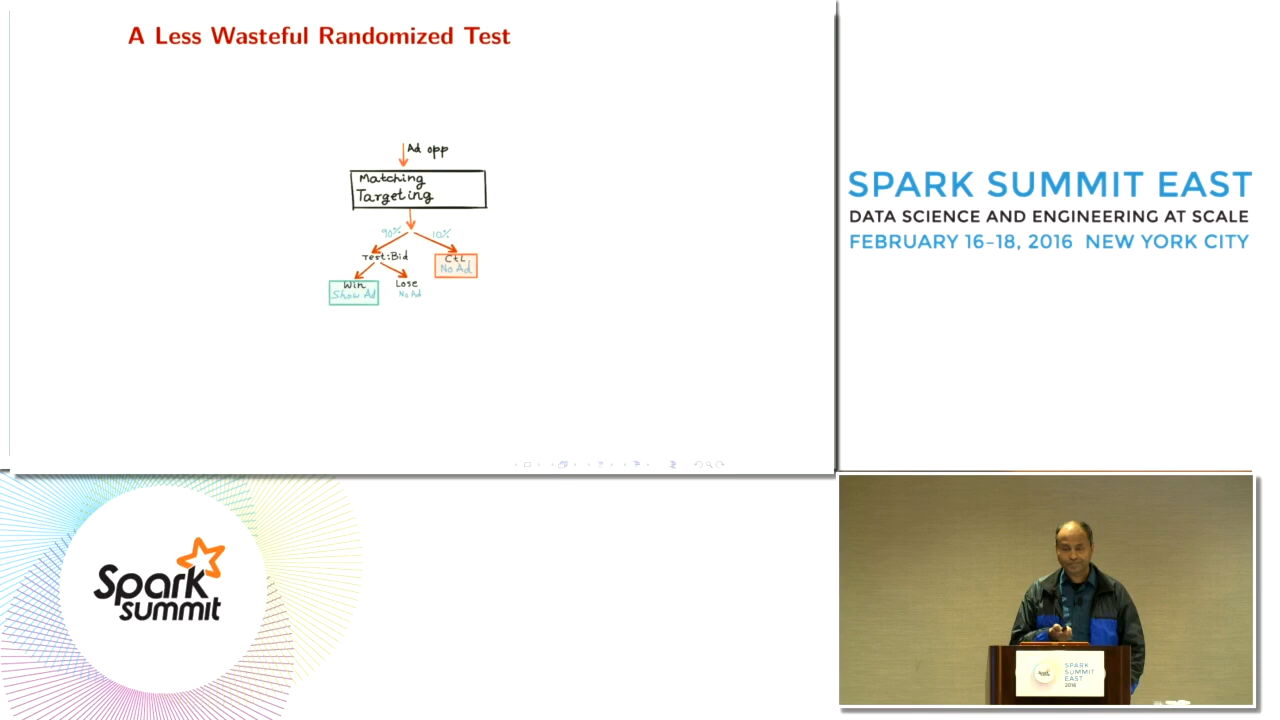 A Less Wasteful Randomized Test
Ad opp
Matching
Targeting
90%
10%
Test:Bid
Ctl
No Ad
Win
Show Ad
Lose
No Ad
SPARK SUMMIT EAST
DATA SCIENCE AND ENGINEERING AT SCALE
FEBRUARY 16–18, 2016 NEW YORK CITY
Spark
summit
SPARK
SUMMIT
EAST
2016